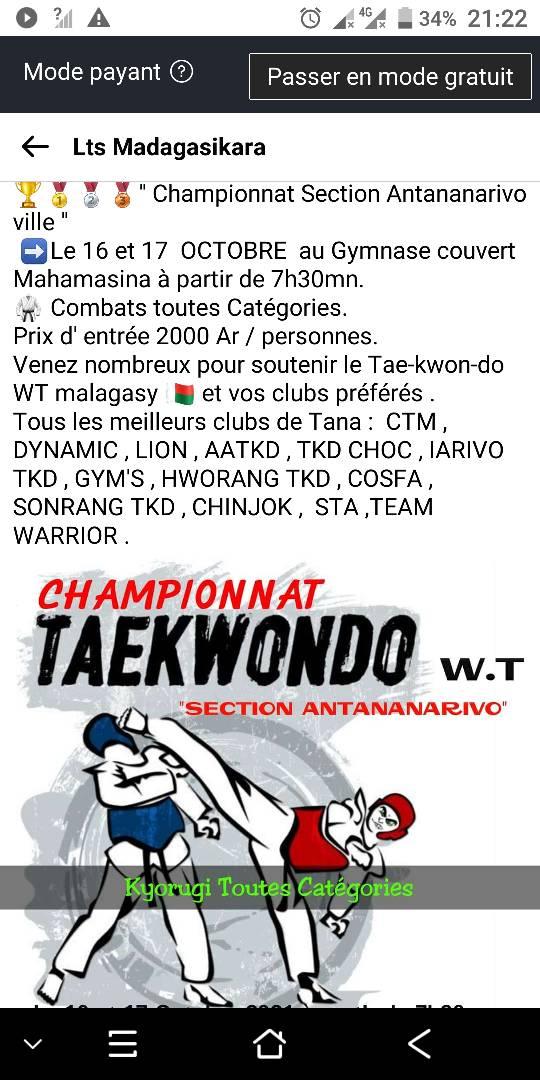 4G 34% 21:22
Mode payant ? Passer en mode gratuit
Lts Madagasikara
" Championnat Section Antananarivo
ville "
Le 16 et 17 OCTOBRE au Gymnase couvert
Mahamasina à partir de 7h30mn.
Combats toutes Catégories.
Prix d' entrée 2000 Ar / personnes.
Venez nombreux pour soutenir le Tae-kwon-do
WT malagasy et vos clubs préférés .
Tous les meilleurs clubs de Tana : CTM ,
DYNAMIC , LION , AATKD , TKD CHOC , IARIVO
TKD , GYM'S , HWORANG TKD , COSFA ,
SONRANG TKD , CHINJOK , STA ,TEAM
WARRIOR .
CHAMPIONNAT
TAEKWONDO W.T
"SECTION ANTANANARIVO"
Kyorugi Toutes Catégories